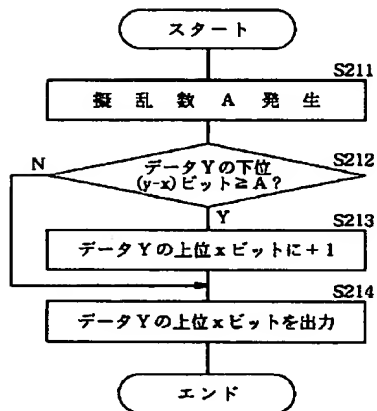 スタート
S211
擬乱数A発生
S212
N
データYの下位
(y-x)ビット≧A?
Y
S213
データYの上位xビットに+1
S214
データYの上位xビットを出力
エンド